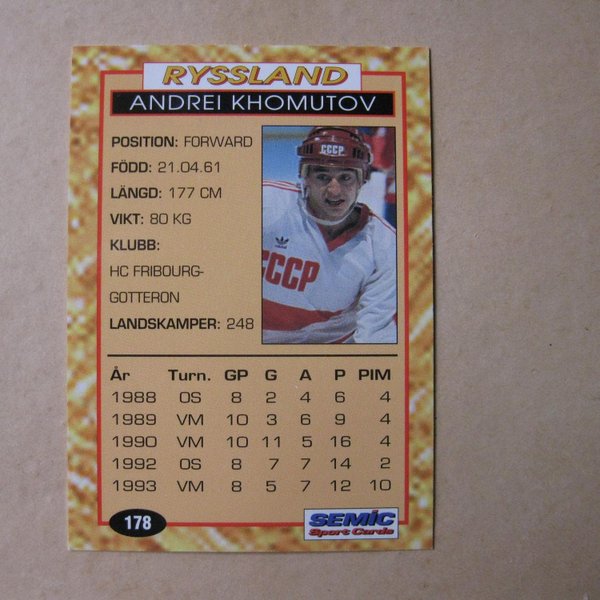 RYSSLAND
ANDREI KHOMUTOV
POSITION: FORWARD
FÖDD: 21.04.61
LÄNGD: 177 CM
VIKT: 80 KG
KLUBB:
HC FRIBOURG-
GOTTERON
LANDSKAMPER: 248
CCCP
CCCP
År Turn. GP G A P PIM
1988 OS 8 2 4 6 4
1989 VM 10 3 6 9 4
1990 VM 10 11 5 16 4
1992 OS 8 7 7 14 2
1993 VM 8 5 7 12 10
178
SEMIC
Sport Cards